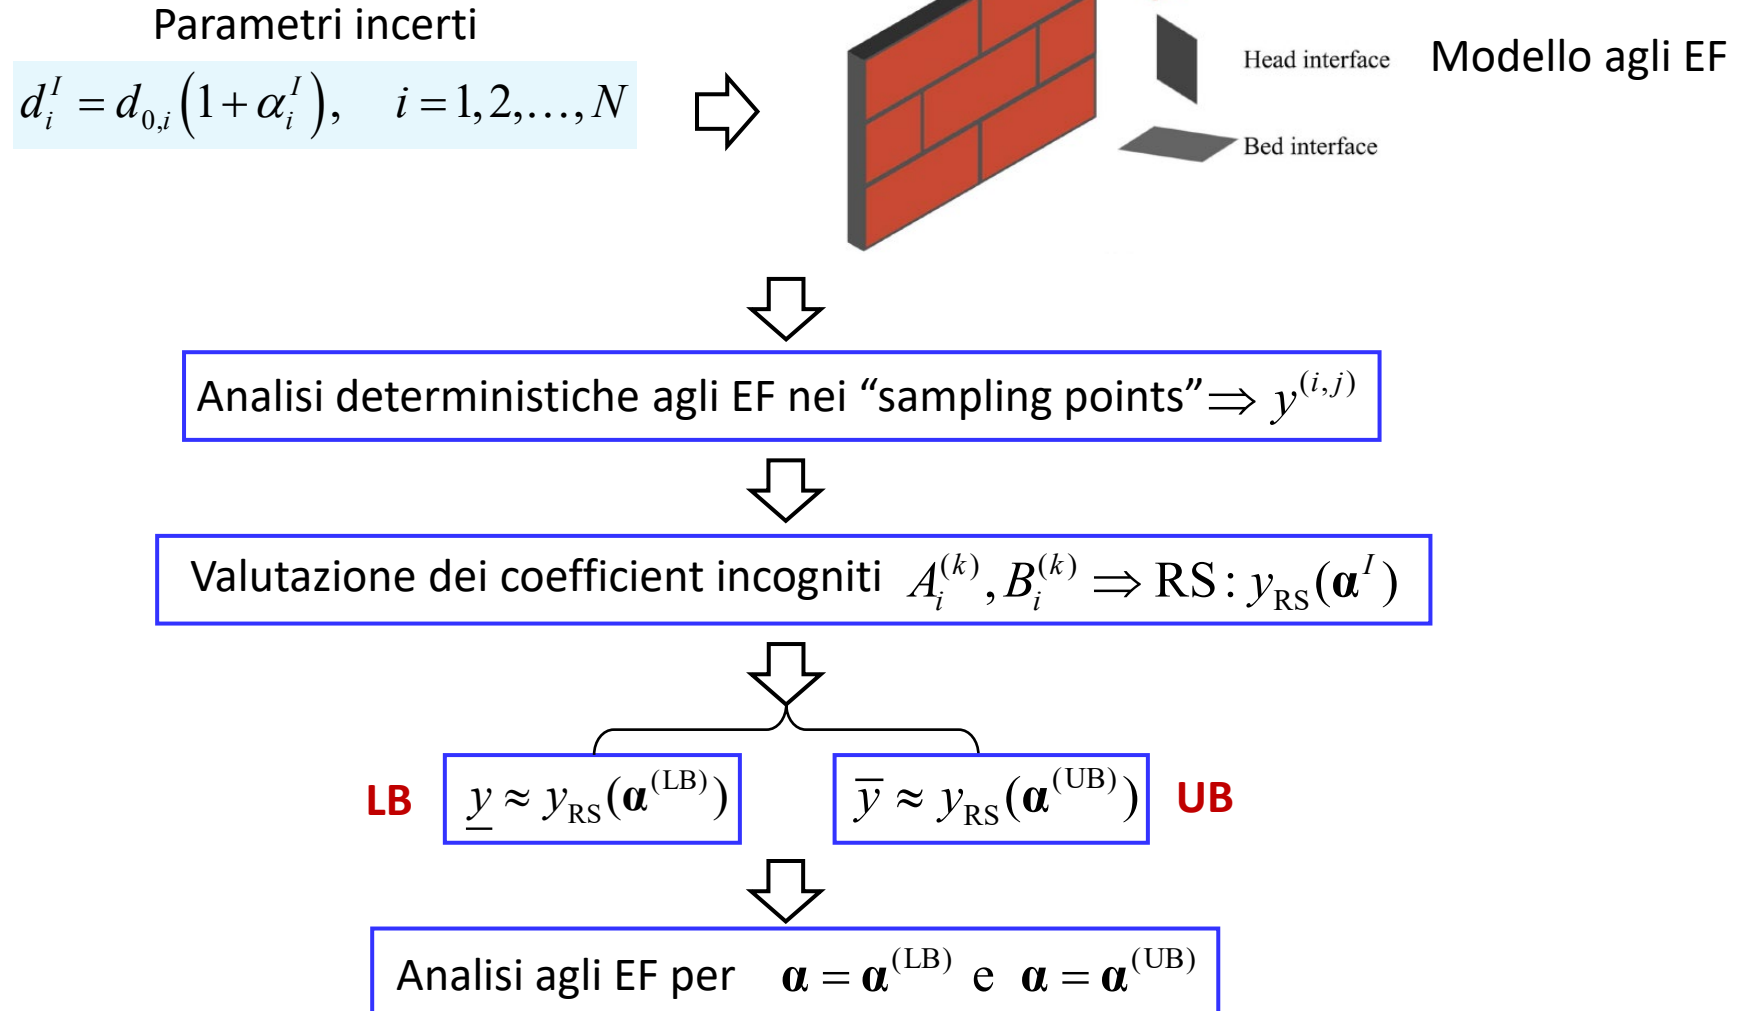 Parametri incerti
d_i^I = d_{0,i}(1 + α_i^I), i = 1, 2, …, N
Head interface
Modello agli EF
Bed interface
Analisi deterministiche agli EF nei “sampling points” ⇒ y^{(i,j)}
Valutazione dei coefficient incogniti A_i^{(k)}, B_i^{(k)} ⇒ RS: y_{RS}(α^I)
LB y̲ ≈ y_{RS}(α^{(LB)}) y̅ ≈ y_{RS}(α^{(UB)}) UB
Analisi agli EF per α = α^{(LB)} e α = α^{(UB)}